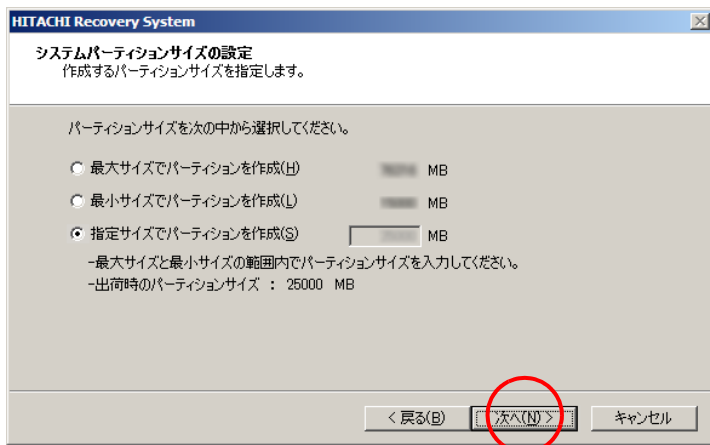 HITACHI Recovery System
システムパーティションサイズの設定
作成するパーティションサイズを指定します。
パーティションサイズを次の中から選択してください。
最大サイズでパーティションを作成(H) MB
最小サイズでパーティションを作成(L) MB
指定サイズでパーティションを作成(S) MB
-最大サイズと最小サイズの範囲内でパーティションサイズを入力してください。
-出荷時のパーティションサイズ : 25000 MB
< 戻る(B) 次へ(N) > キャンセル